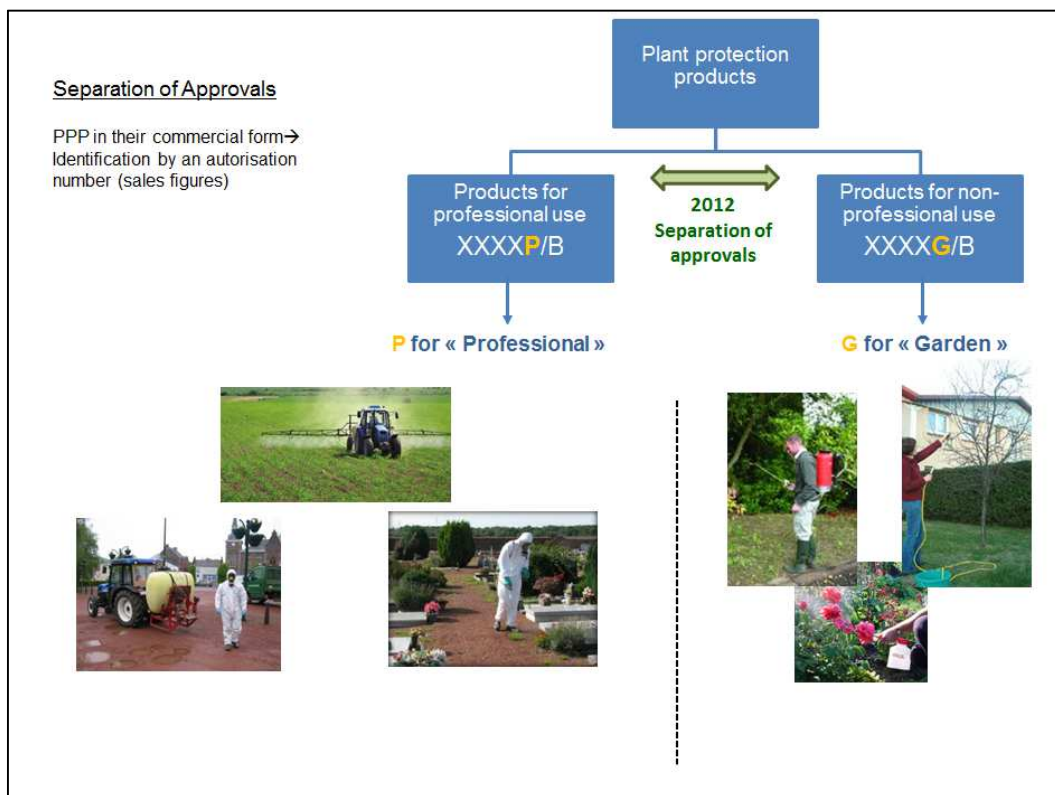 Plant protection
products
Separation of Approvals
PPP in their commercial form→
Identification by an autorisation
number (sales figures)
Products for
professional use
XXXXP/B
2012
Separation of
approvals
Products for non-
professional use
XXXXG/B
P for « Professional »
G for « Garden »